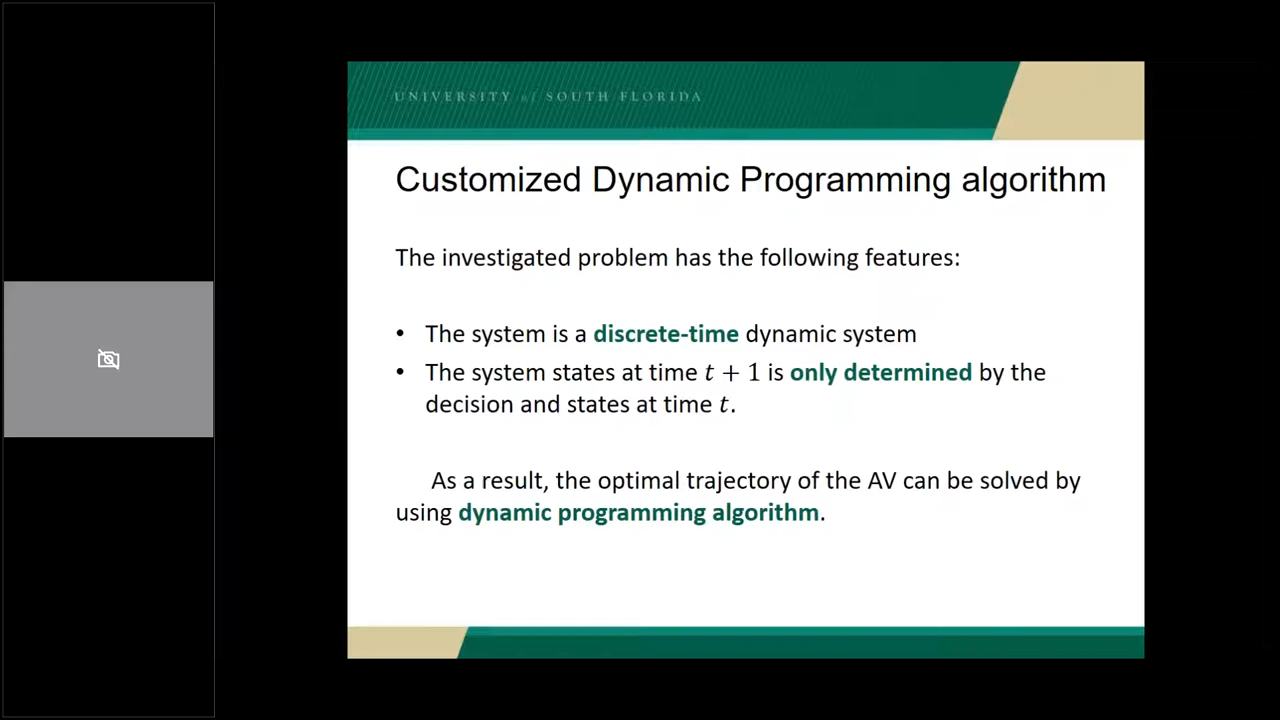 UNIVERSITY of SOUTH FLORIDA
Customized Dynamic Programming algorithm
The investigated problem has the following features:
• The system is a discrete-time dynamic system
• The system states at time t + 1 is only determined by the
decision and states at time t.
As a result, the optimal trajectory of the AV can be solved by
using dynamic programming algorithm.